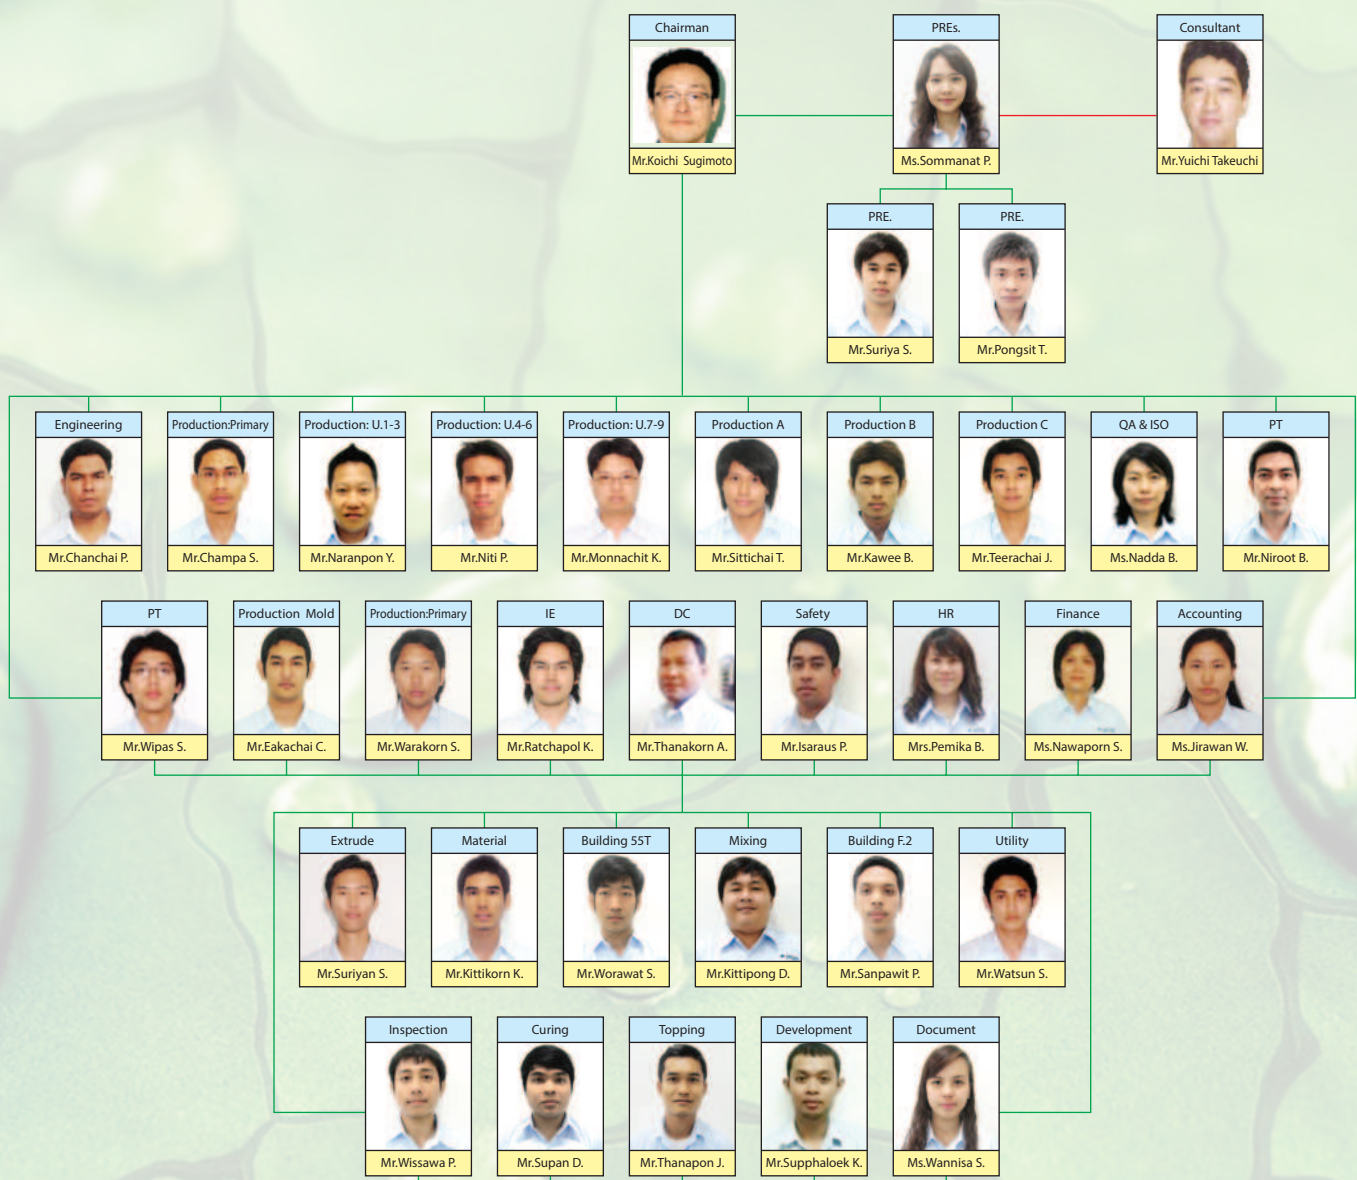 Chairman
Mr.Koichi Sugimoto
PREs.
Ms.Sommanat P.
Consultant
Mr.Yuichi Takeuchi
PRE.
Mr.Suriya S.
PRE.
Mr.Pongsit T.
Engineering
Mr.Chanchai P.
Production:Primary
Mr.Champa S.
Production: U.1-3
Mr.Naranpon Y.
Production: U.4-6
Mr.Niti P.
Production: U.7-9
Mr.Monnachit K.
Production A
Mr.Sittichai T.
Production B
Mr.Kawee B.
Production C
Mr.Teerachai J.
QA & ISO
Ms.Nadda B.
PT
Mr.Niroot B.
PT
Mr.Wipas S.
Production Mold
Mr.Eakachai C.
Production:Primary
Mr.Warakorn S.
IE
Mr.Ratchapol K.
DC
Mr.Thanakorn A.
Safety
Mr.Isaraus P.
HR
Mrs.Pemika B.
Finance
Ms.Nawaporn S.
Accounting
Ms.Jirawan W.
Extrude
Mr.Suriyan S.
Material
Mr.Kittikorn K.
Building 55T
Mr.Worawat S.
Mixing
Mr.Kittipong D.
Building F.2
Mr.Sanpawit P.
Utility
Mr.Watsun S.
Inspection
Mr.Wissawa P.
Curing
Mr.Supan D.
Topping
Mr.Thanapon J.
Development
Mr.Supphaloek K.
Document
Ms.Wannisa S.